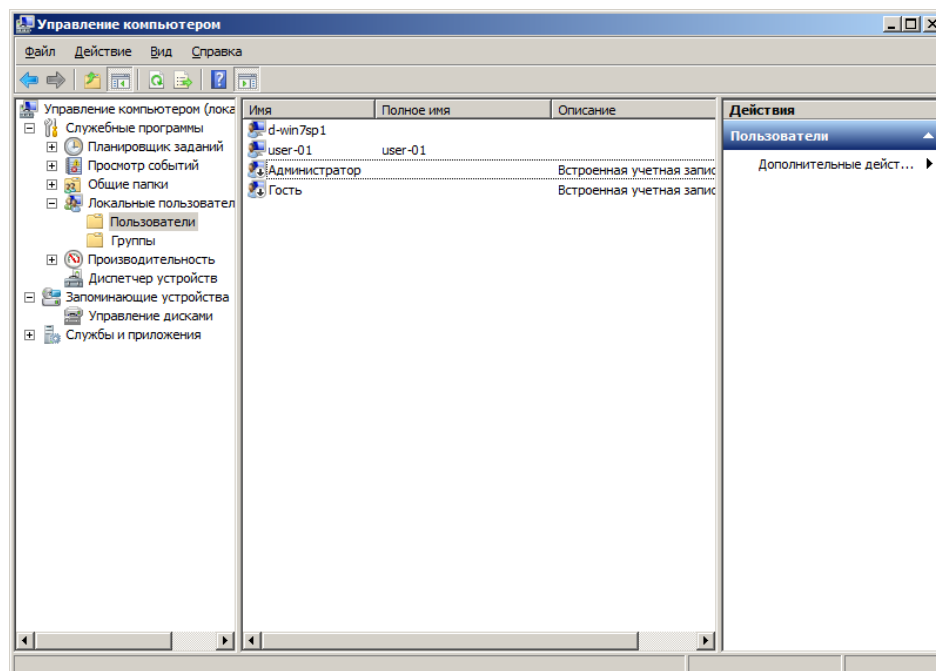 Управление компьютером
Файл Действие Вид Справка
Управление компьютером (лока
Служебные программы
Планировщик заданий
Просмотр событий
Общие папки
Локальные пользовател
Пользователи
Группы
Производительность
Диспетчер устройств
Запоминающие устройства
Управление дисками
Службы и приложения
Имя Полное имя Описание
d-win7sp1
user-01 user-01
Администратор Встроенная учетная запис
Гость Встроенная учетная запис
Действия
Пользователи
Дополнительные дейст...